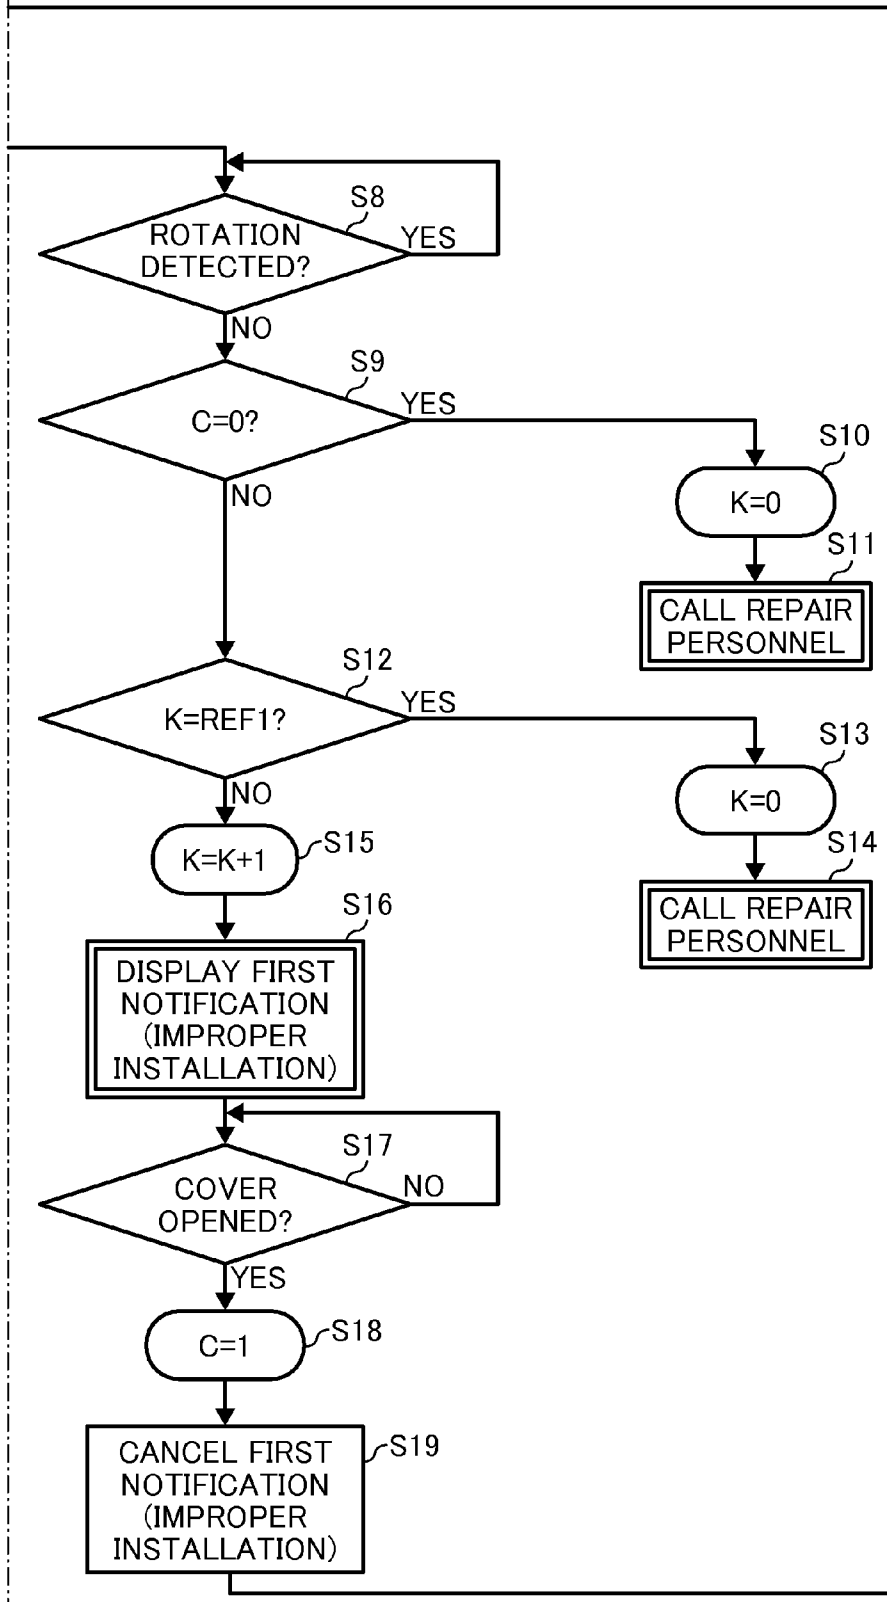 S8
ROTATION
DETECTED?
YES
NO
S9
C=0?
YES
NO
S10
K=0
S11
CALL REPAIR
PERSONNEL
S12
K=REF1?
YES
NO
S13
K=0
S14
CALL REPAIR
PERSONNEL
S15
K=K+1
S16
DISPLAY FIRST
NOTIFICATION
(IMPROPER
INSTALLATION)
S17
COVER
OPENED?
NO
YES
S18
C=1
S19
CANCEL FIRST
NOTIFICATION
(IMPROPER
INSTALLATION)